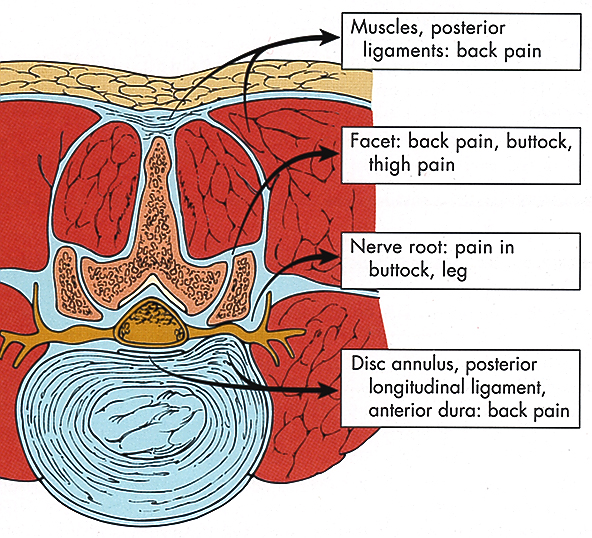 Muscles, posterior
ligaments: back pain
Facet: back pain, buttock,
thigh pain
Nerve root: pain in
buttock, leg
Disc annulus, posterior
longitudinal ligament,
anterior dura: back pain